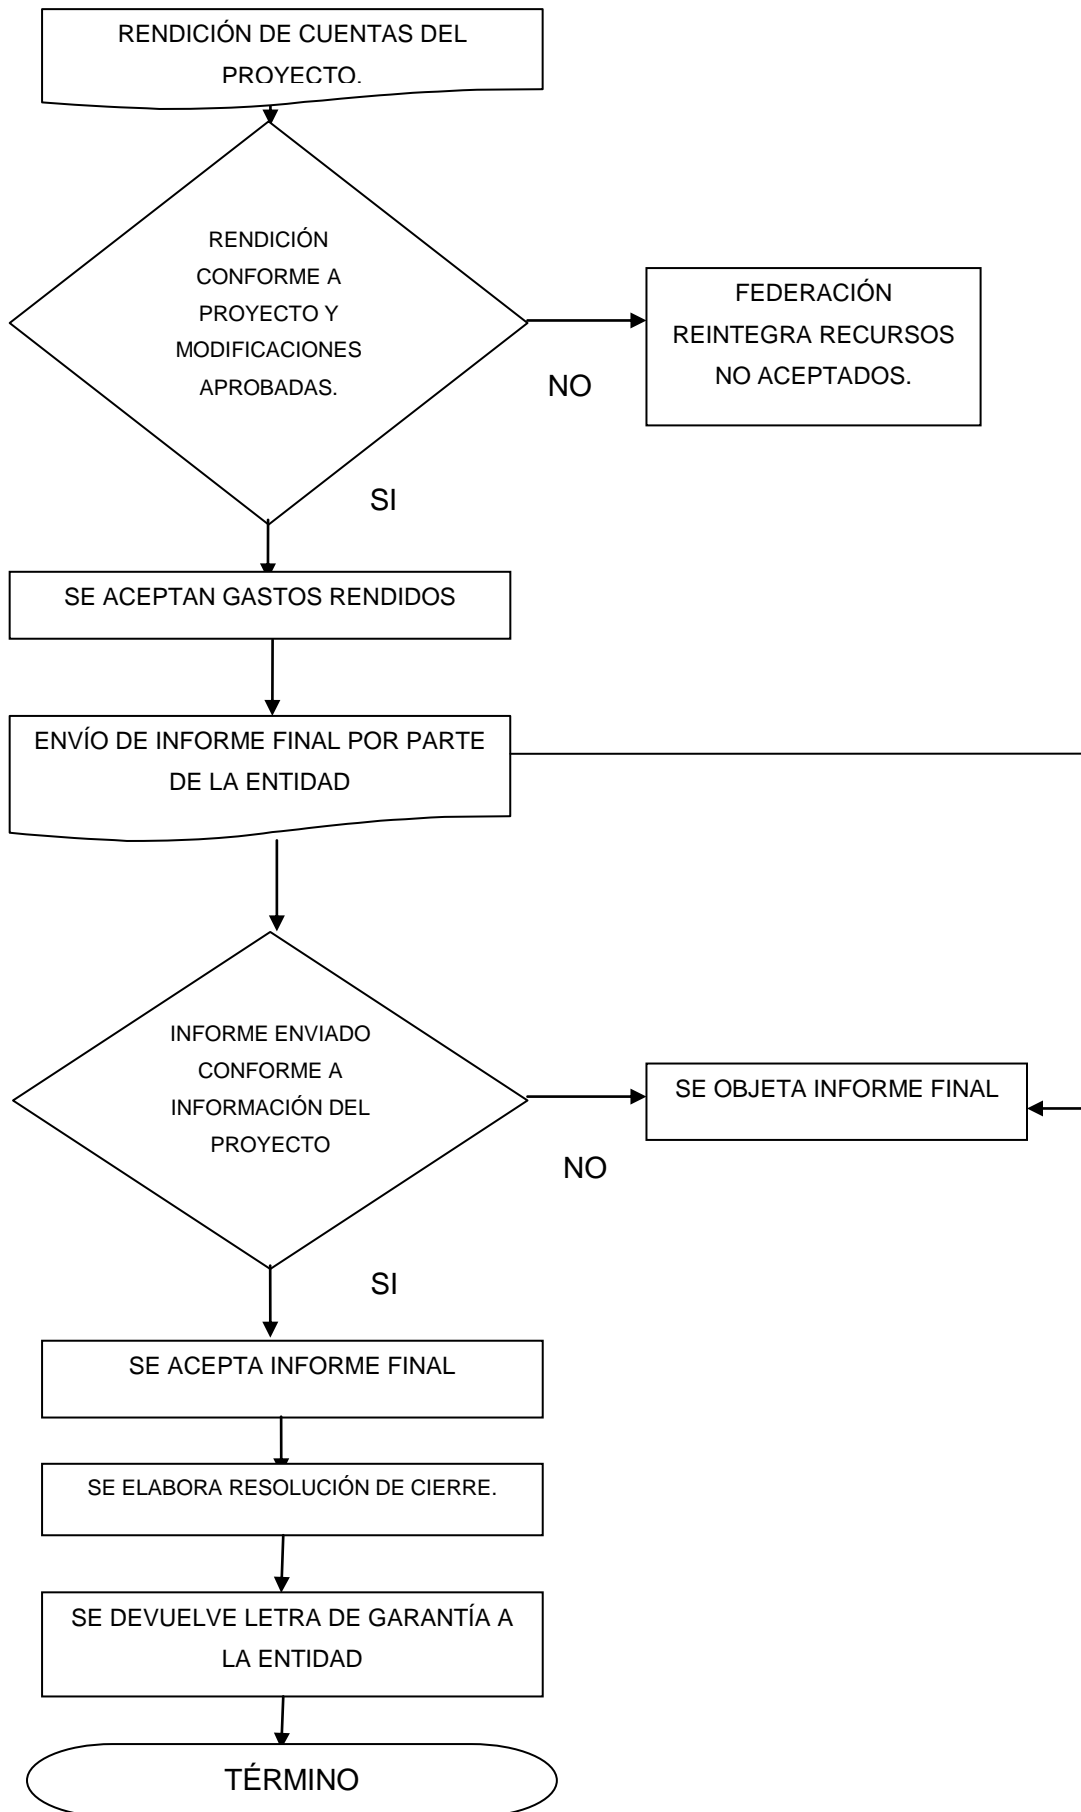 RENDICIÓN DE CUENTAS DEL
PROYECTO.
RENDICIÓN
CONFORME A
PROYECTO Y
MODIFICACIONES
APROBADAS.
FEDERACIÓN
REINTEGRA RECURSOS
NO ACEPTADOS.
NO
SI
SE ACEPTAN GASTOS RENDIDOS
ENVÍO DE INFORME FINAL POR PARTE
DE LA ENTIDAD
INFORME ENVIADO
CONFORME A
INFORMACIÓN DEL
PROYECTO
SE OBJETA INFORME FINAL
NO
SI
SE ACEPTA INFORME FINAL
SE ELABORA RESOLUCIÓN DE CIERRE.
SE DEVUELVE LETRA DE GARANTÍA A
LA ENTIDAD
TÉRMINO